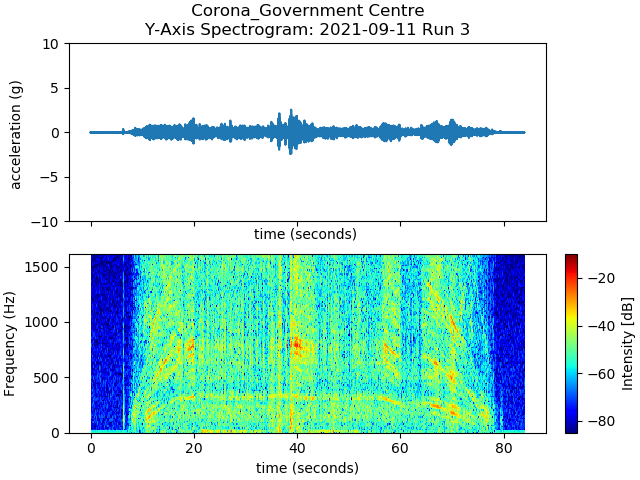 Corona_Government Centre
Y-Axis Spectrogram: 2021-09-11 Run 3
10
5
0
−5
−10
acceleration (g)
time (seconds)
1500
1000
500
0
Frequency (Hz)
0 20 40 60 80
time (seconds)
−20
−40
−60
−80
Intensity [dB]